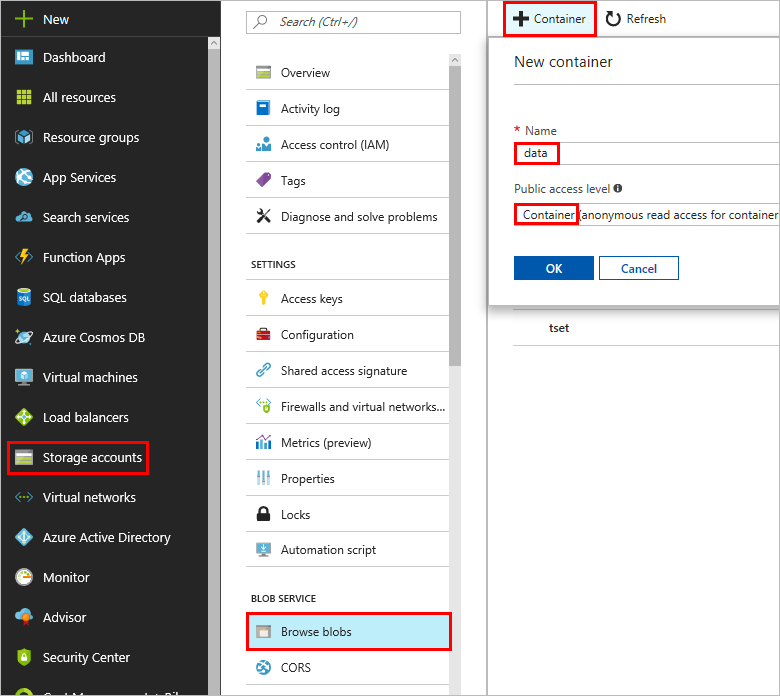 New
Dashboard
All resources
Resource groups
App Services
Search services
Function Apps
SQL databases
Azure Cosmos DB
Virtual machines
Load balancers
Storage accounts
Virtual networks
Azure Active Directory
Monitor
Advisor
Security Center
Search (Ctrl+/)
Overview
Activity log
Access control (IAM)
Tags
Diagnose and solve problems
SETTINGS
Access keys
Configuration
Shared access signature
Firewalls and virtual networks...
Metrics (preview)
Properties
Locks
Automation script
BLOB SERVICE
Browse blobs
CORS
Container Refresh
New container
* Name
data
Public access level
Container (anonymous read access for container
OK Cancel
tset